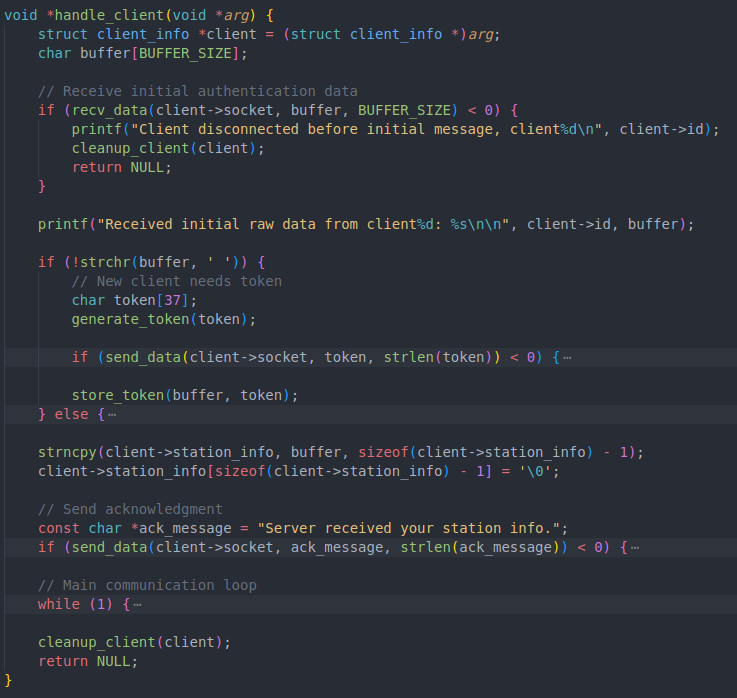 void *handle_client(void *arg) {
    struct client_info *client = (struct client_info *)arg;
    char buffer[BUFFER_SIZE];

    // Receive initial authentication data
    if (recv_data(client->socket, buffer, BUFFER_SIZE) < 0) {
        printf("Client disconnected before initial message, client%d\n", client->id);
        cleanup_client(client);
        return NULL;
    }

    printf("Received initial raw data from client%d: %s\n\n", client->id, buffer);

    if (!strchr(buffer, ' ')) {
        // New client needs token
        char token[37];
        generate_token(token);

        if (send_data(client->socket, token, strlen(token)) < 0) {⋯

        store_token(buffer, token);
    } else {⋯

    strncpy(client->station_info, buffer, sizeof(client->station_info) - 1);
    client->station_info[sizeof(client->station_info) - 1] = '\0';

    // Send acknowledgment
    const char *ack_message = "Server received your station info.";
    if (send_data(client->socket, ack_message, strlen(ack_message)) < 0) {⋯

    // Main communication loop
    while (1) {⋯

    cleanup_client(client);
    return NULL;
}